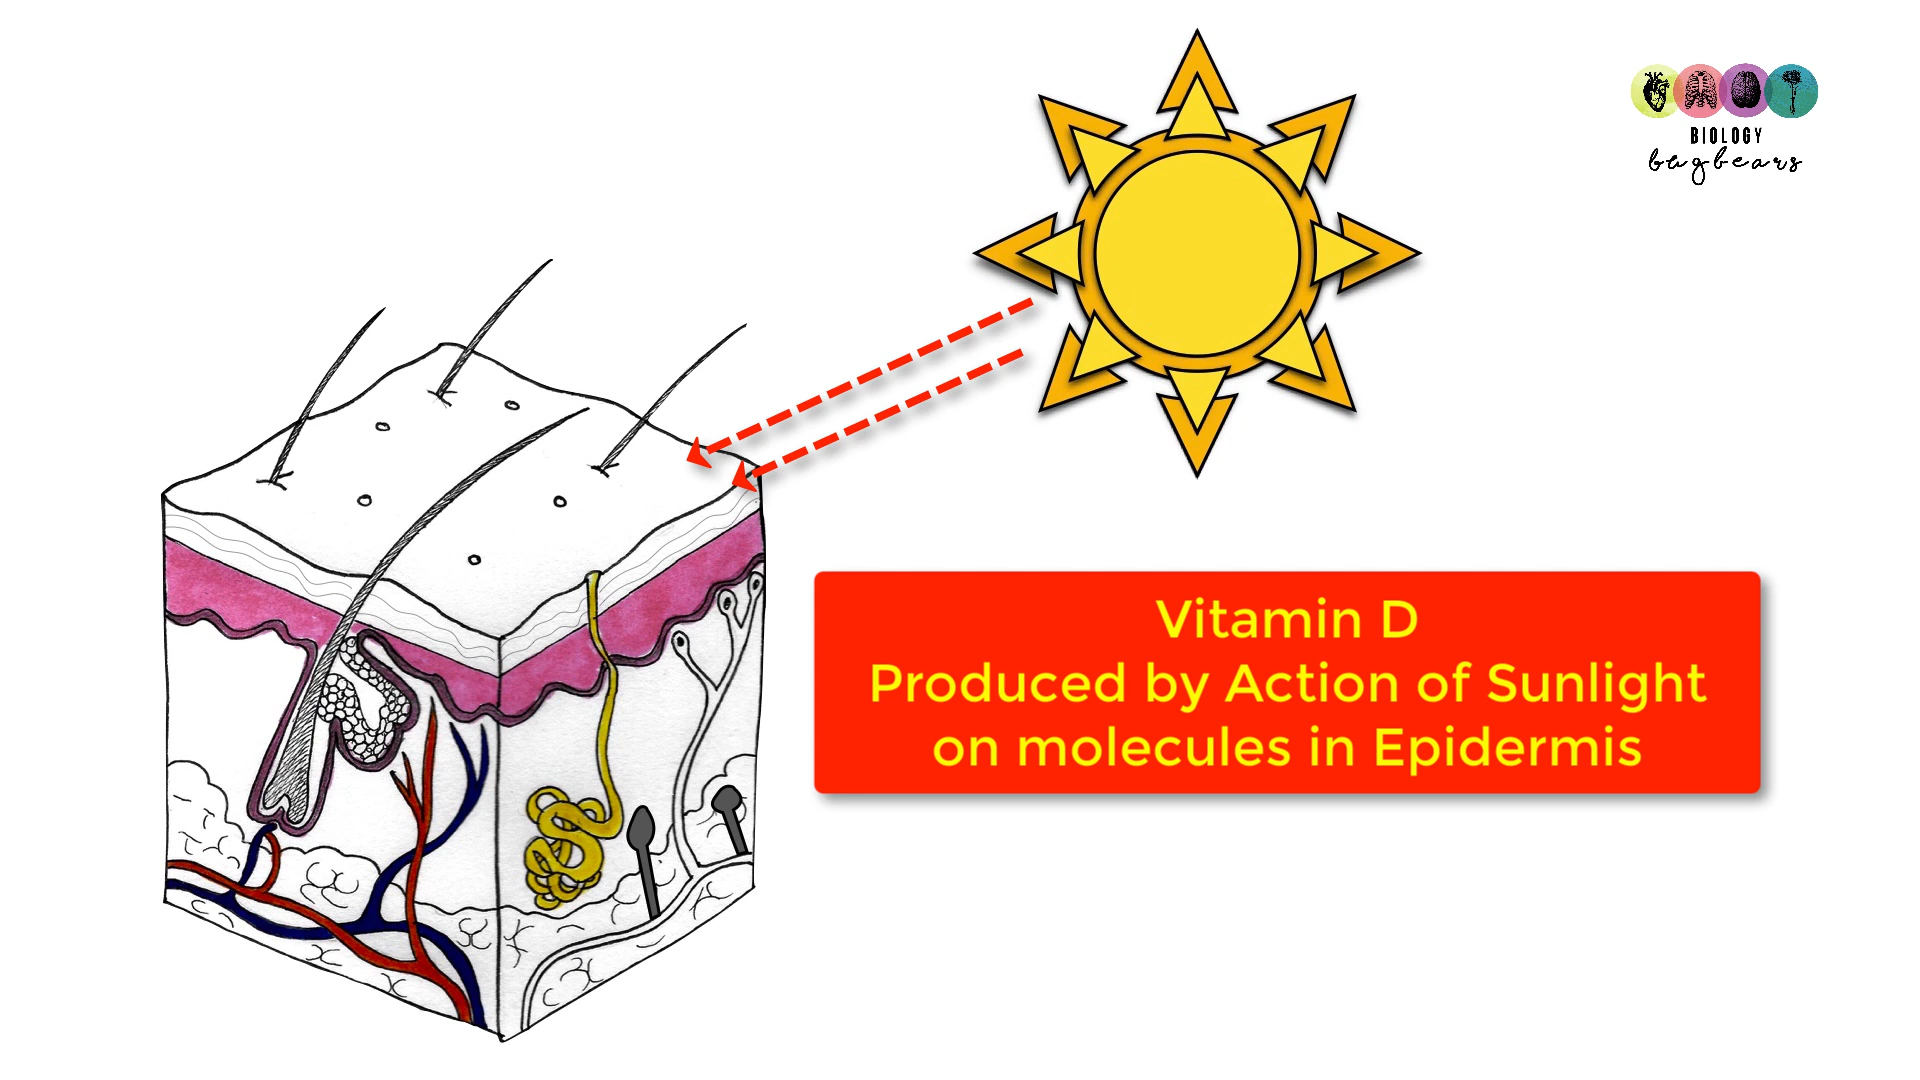 BIOLOGY
bugbears
Vitamin D
Produced by Action of Sunlight
on molecules in Epidermis